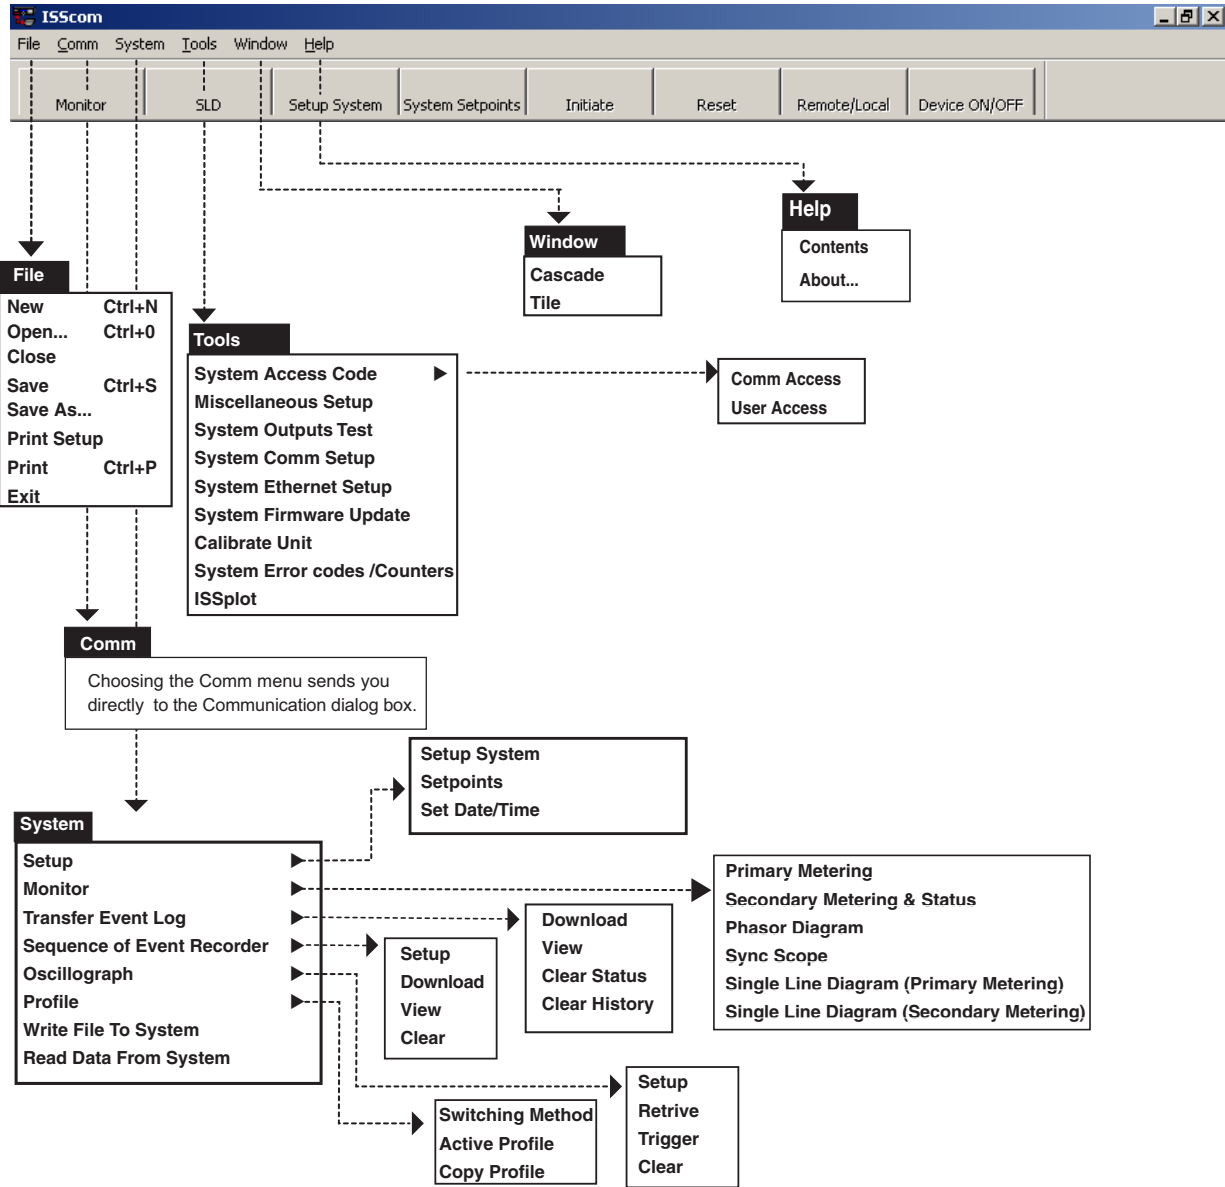 ISScom
File Comm System Tools Window Help
Monitor SLD Setup System System Setpoints Initiate Reset Remote/Local Device ON/OFF
Help
Contents
About...
Window
Cascade
Tile
File
New Ctrl+N
Open... Ctrl+0
Close
Save Ctrl+S
Save As...
Print Setup
Print Ctrl+P
Exit
Tools
System Access Code
Miscellaneous Setup
System Outputs Test
System Comm Setup
System Ethernet Setup
System Firmware Update
Calibrate Unit
System Error codes /Counters
ISSplot
Comm Access
User Access
Comm
Choosing the Comm menu sends you
directly to the Communication dialog box.
System
Setup
Monitor
Transfer Event Log
Sequence of Event Recorder
Oscillograph
Profile
Write File To System
Read Data From System
Setup System
Setpoints
Set Date/Time
Primary Metering
Secondary Metering & Status
Phasor Diagram
Sync Scope
Single Line Diagram (Primary Metering)
Single Line Diagram (Secondary Metering)
Download
View
Clear Status
Clear History
Setup
Download
View
Clear
Setup
Retrive
Trigger
Clear
Switching Method
Active Profile
Copy Profile